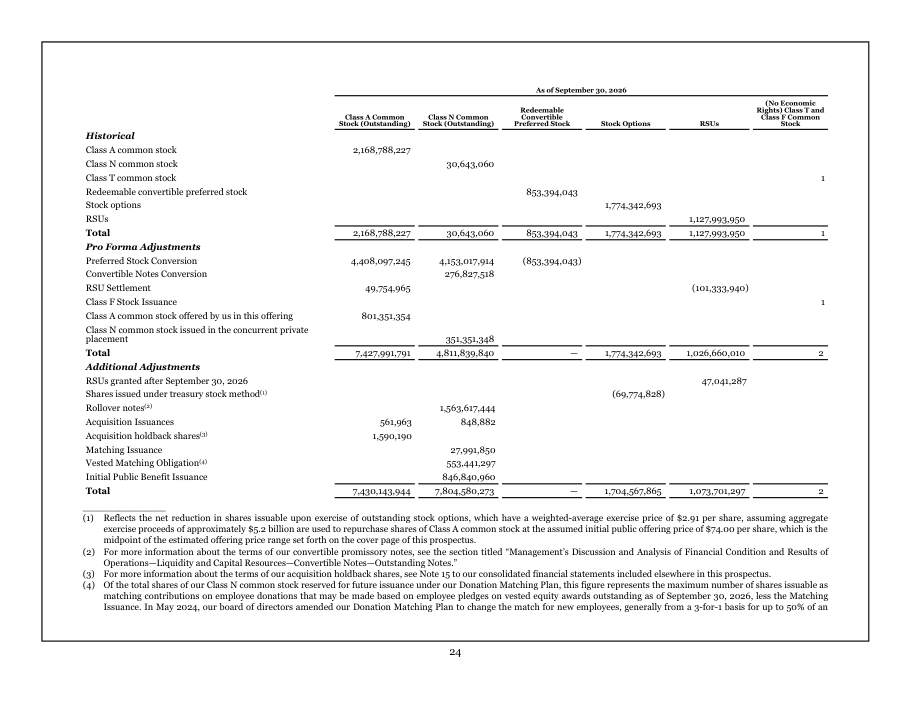 As of September 30, 2026
Class A Common Stock (Outstanding) Class N Common Stock (Outstanding) Redeemable Convertible Preferred Stock Stock Options RSUs (No Economic Rights) Class T and Class F Common Stock
Historical
Class A common stock 2,168,788,227
Class N common stock 30,643,060
Class T common stock 1
Redeemable convertible preferred stock 853,394,043
Stock options 1,774,342,693
RSUs 1,127,993,950
Total 2,168,788,227 30,643,060 853,394,043 1,774,342,693 1,127,993,950 1
Pro Forma Adjustments
Preferred Stock Conversion 4,408,097,245 4,153,017,914 (853,394,043)
Convertible Notes Conversion 276,827,518
RSU Settlement 49,754,965 (101,333,940)
Class F Stock Issuance 1
Class A common stock offered by us in this offering 801,351,354
Class N common stock issued in the concurrent private
placement 351,351,348
Total 7,427,991,791 4,811,839,840 — 1,774,342,693 1,026,660,010 2
Additional Adjustments
RSUs granted after September 30, 2026 47,041,287
Shares issued under treasury stock method(1) (69,774,828)
Rollover notes(2) 1,563,617,444
Acquisition Issuances 561,963 848,882
Acquisition holdback shares(3) 1,590,190
Matching Issuance 27,991,850
Vested Matching Obligation(4) 553,441,297
Initial Public Benefit Issuance 846,840,960
Total 7,430,143,944 7,804,580,273 — 1,704,567,865 1,073,701,297 2
(1) Reflects the net reduction in shares issuable upon exercise of outstanding stock options, which have a weighted-average exercise price of $2.91 per share, assuming aggregate
exercise proceeds of approximately $5.2 billion are used to repurchase shares of Class A common stock at the assumed initial public offering price of $74.00 per share, which is the
midpoint of the estimated offering price range set forth on the cover page of this prospectus.
(2) For more information about the terms of our convertible promissory notes, see the section titled “Management’s Discussion and Analysis of Financial Condition and Results of
Operations—Liquidity and Capital Resources—Convertible Notes—Outstanding Notes.”
(3) For more information about the terms of our acquisition holdback shares, see Note 15 to our consolidated financial statements included elsewhere in this prospectus.
(4) Of the total shares of our Class N common stock reserved for future issuance under our Donation Matching Plan, this figure represents the maximum number of shares issuable as
matching contributions on employee donations that may be made based on employee pledges on vested equity awards outstanding as of September 30, 2026, less the Matching
Issuance. In May 2024, our board of directors amended our Donation Matching Plan to change the match for new employees, generally from a 3-for-1 basis for up to 50% of an
24